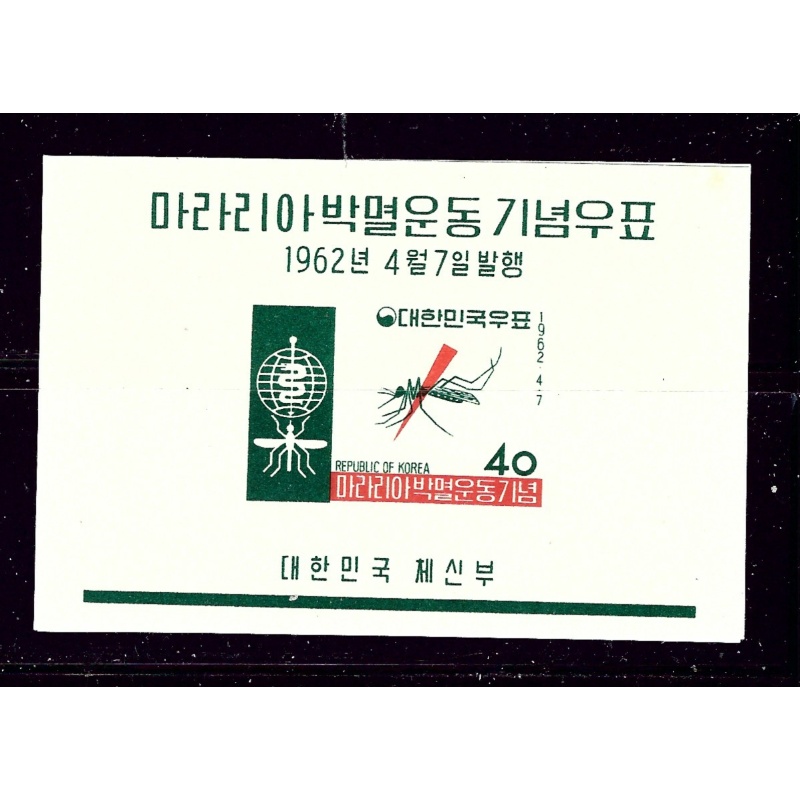 마라리아박멸운동기념우표
1962년 4월7일발행
대한민국우표
1962.4.7
REPUBLIC OF KOREA
40
마라리아박멸운동기념
대한민국 체신부